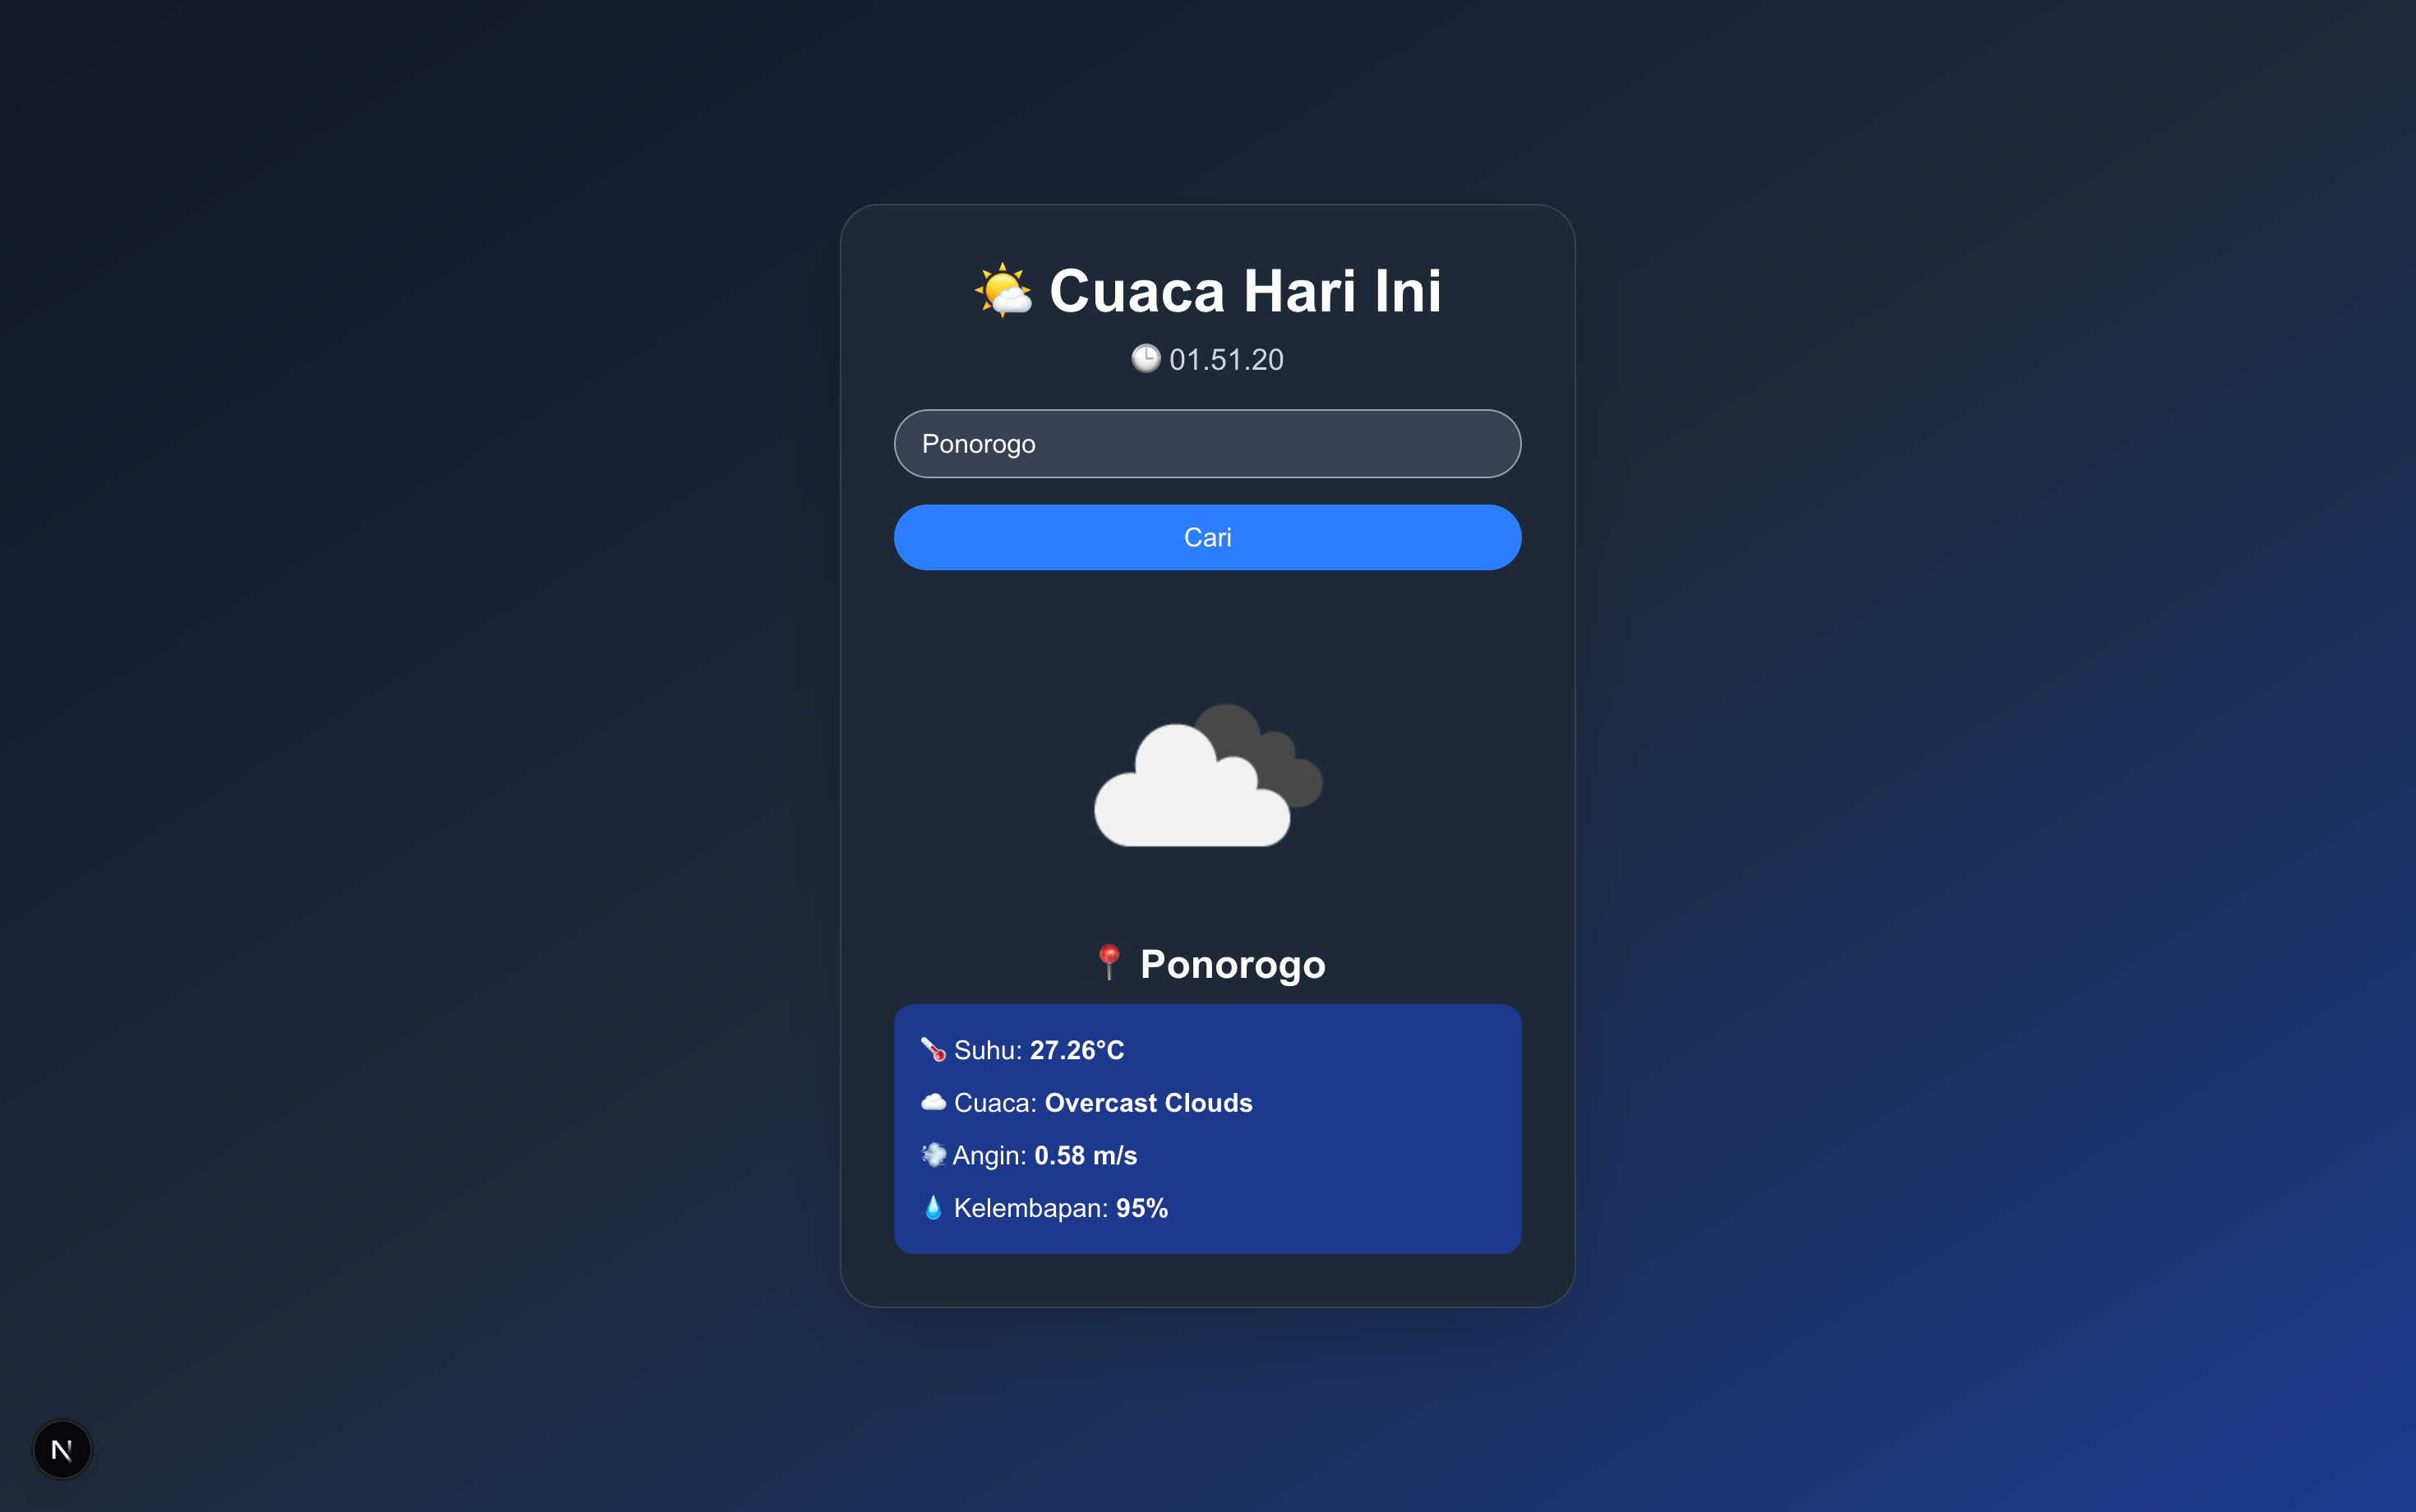 Cuaca Hari Ini
01.51.20
Ponorogo
Cari
Ponorogo
Suhu: 27.26°C
Cuaca: Overcast Clouds
Angin: 0.58 m/s
Kelembapan: 95%
N